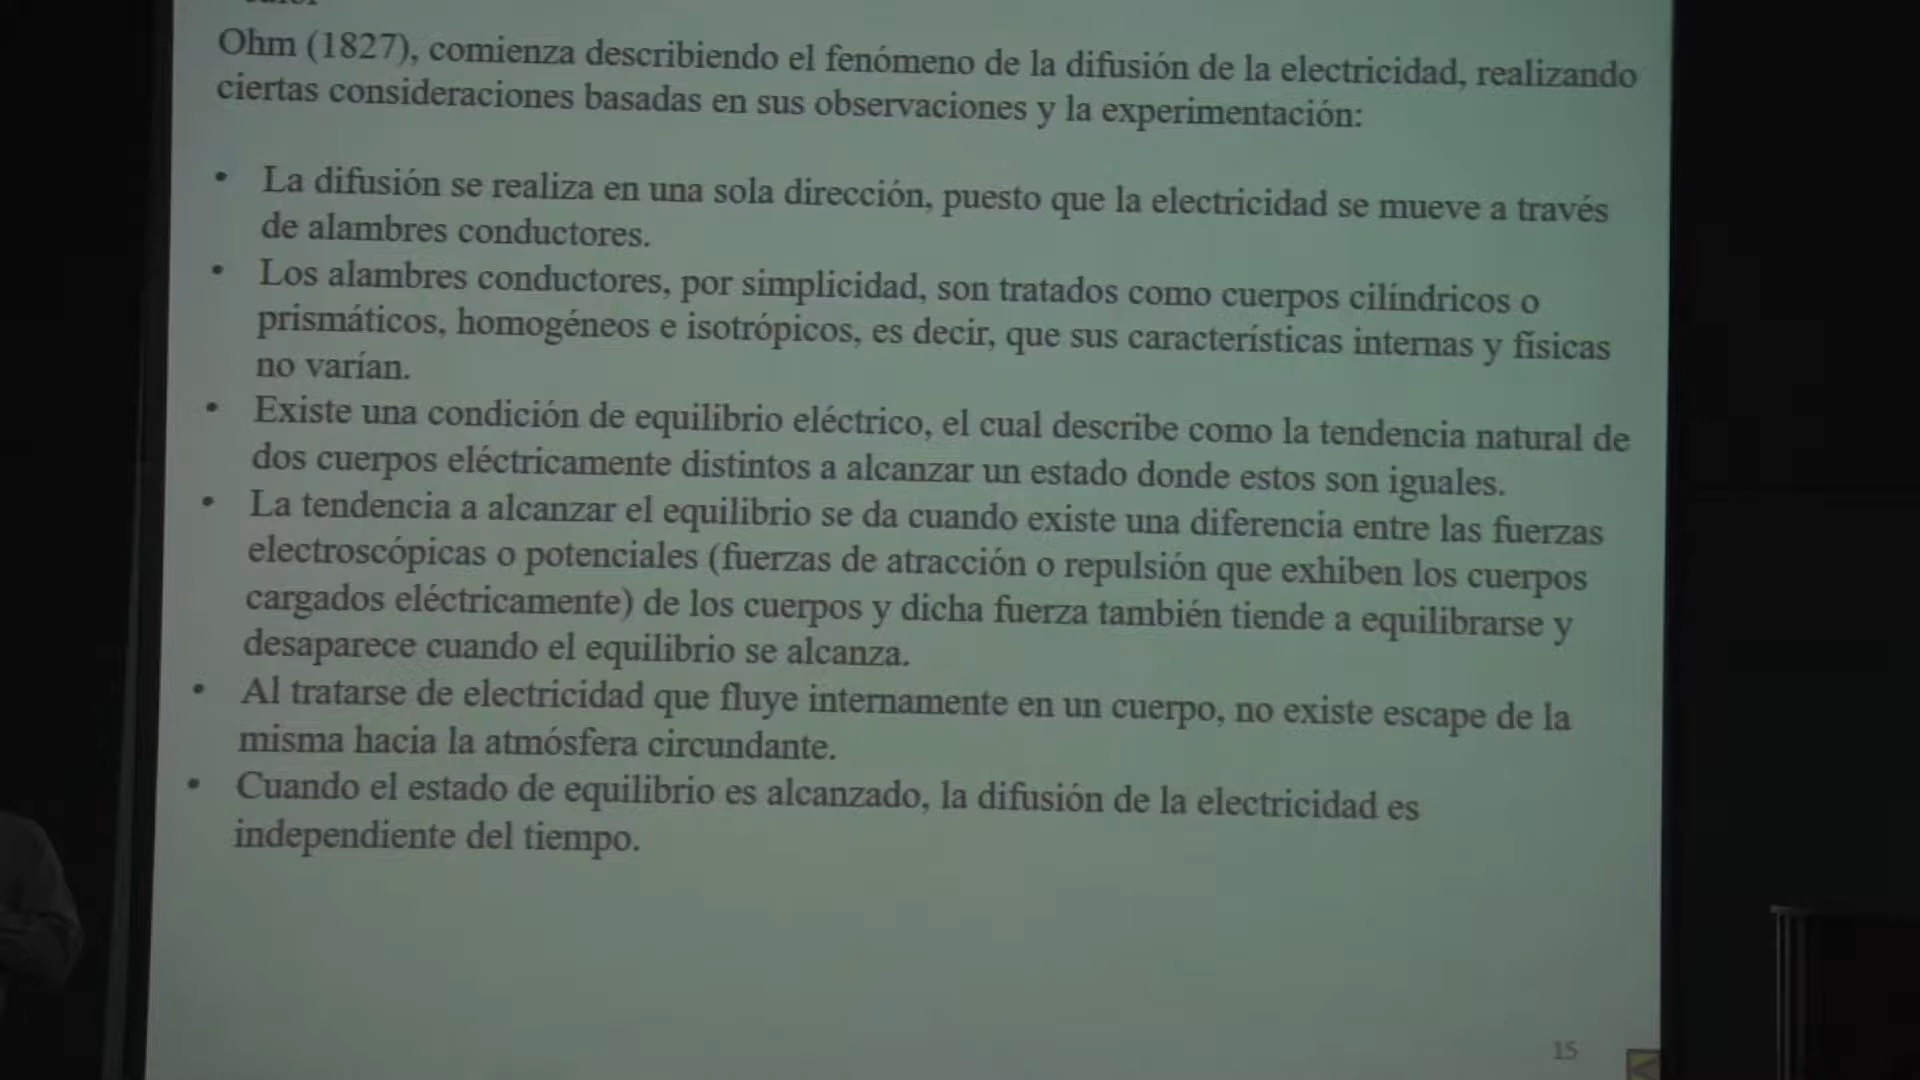 Ohm (1827), comienza describiendo el fenómeno de la difusión de la electricidad, realizando
ciertas consideraciones basadas en sus observaciones y la experimentación:
• La difusión se realiza en una sola dirección, puesto que la electricidad se mueve a través
de alambres conductores.
• Los alambres conductores, por simplicidad, son tratados como cuerpos cilíndricos o
prismáticos, homogéneos e isotrópicos, es decir, que sus características internas y físicas
no varían.
• Existe una condición de equilibrio eléctrico, el cual describe como la tendencia natural de
dos cuerpos eléctricamente distintos a alcanzar un estado donde estos son iguales.
• La tendencia a alcanzar el equilibrio se da cuando existe una diferencia entre las fuerzas
electroscópicas o potenciales (fuerzas de atracción o repulsión que exhiben los cuerpos
cargados eléctricamente) de los cuerpos y dicha fuerza también tiende a equilibrarse y
desaparece cuando el equilibrio se alcanza.
• Al tratarse de electricidad que fluye internamente en un cuerpo, no existe escape de la
misma hacia la atmósfera circundante.
• Cuando el estado de equilibrio es alcanzado, la difusión de la electricidad es
independiente del tiempo.
15